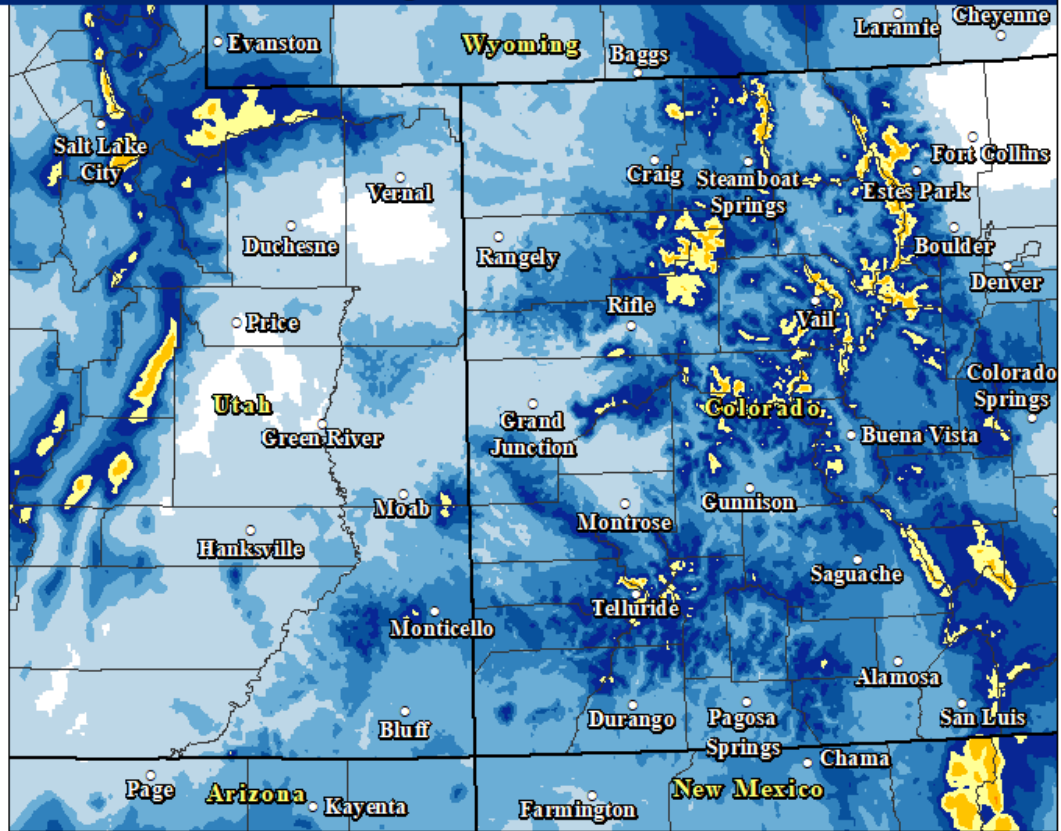 Cheyenne
Laramie
Evanston
Wyoming
Baggs
Salt Lake
City
Vernal
Craig
Steamboat
Springs
Fort Collins
Estes Park
Duchesne
Rangely
Boulder
Denver
Rifle
Vail
Price
Utah
Green River
Grand
Junction
Colorado
Colorado
Springs
Buena Vista
Moab
Gunnison
Montrose
Hanksville
Saguache
Telluride
Monticello
Alamosa
Bluff
Durango
Pagosa
Springs
San Luis
Chama
Page
Arizona
Kayenta
Farmington
New Mexico